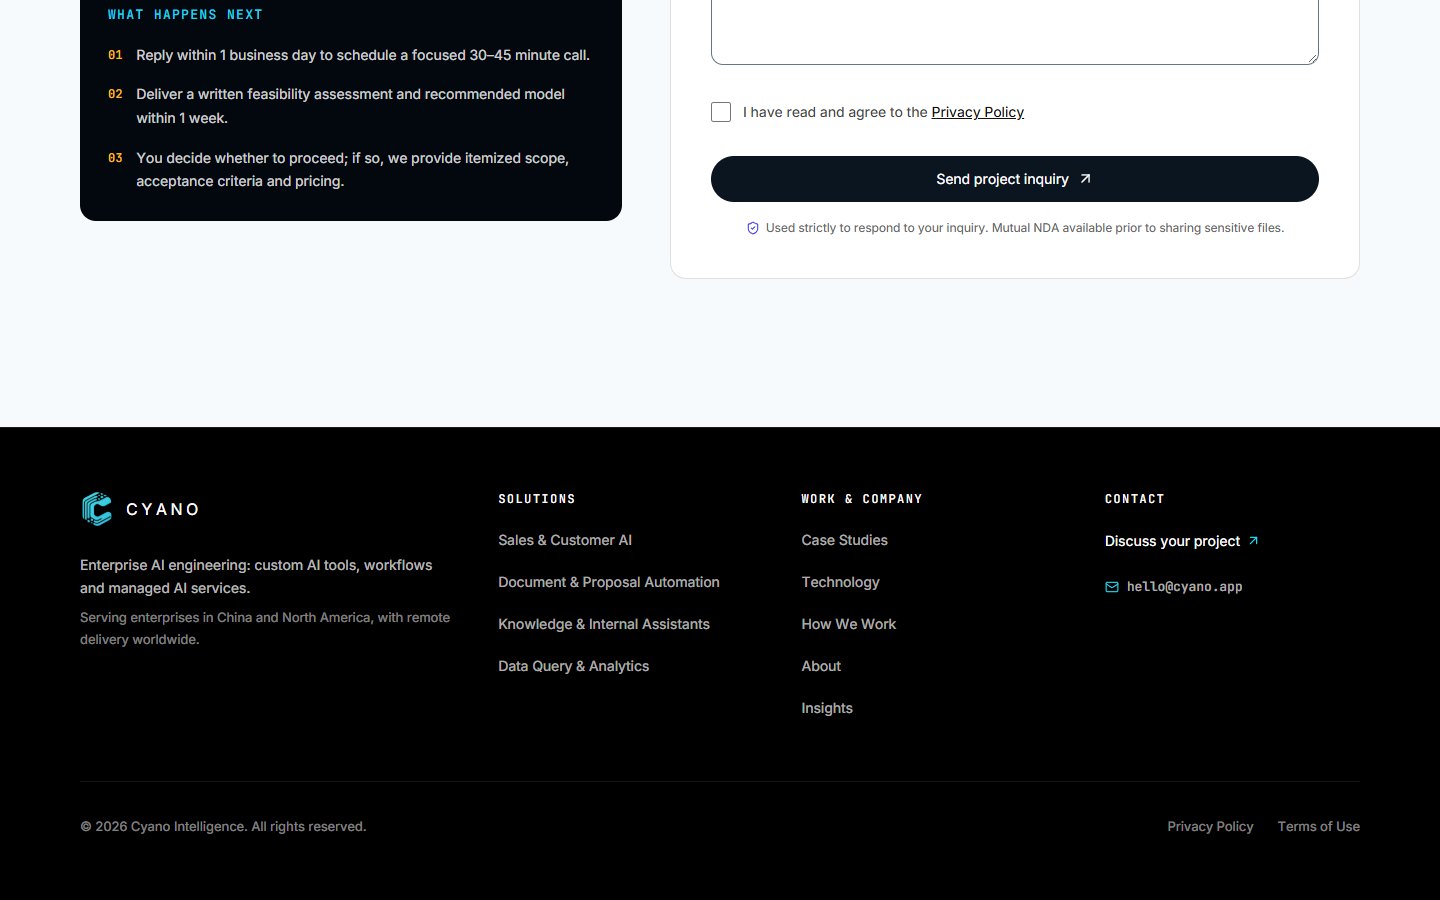 WHAT HAPPENS NEXT
01 Reply within 1 business day to schedule a focused 30–45 minute call.
02 Deliver a written feasibility assessment and recommended model
within 1 week.
03 You decide whether to proceed; if so, we provide itemized scope,
acceptance criteria and pricing.
I have read and agree to the Privacy Policy
Send project inquiry
Used strictly to respond to your inquiry. Mutual NDA available prior to sharing sensitive files.
CYANO
Enterprise AI engineering: custom AI tools, workflows
and managed AI services.
Serving enterprises in China and North America, with remote
delivery worldwide.
SOLUTIONS
Sales & Customer AI
Document & Proposal Automation
Knowledge & Internal Assistants
Data Query & Analytics
WORK & COMPANY
Case Studies
Technology
How We Work
About
Insights
CONTACT
Discuss your project
hello@cyano.app
© 2026 Cyano Intelligence. All rights reserved.
Privacy Policy
Terms of Use